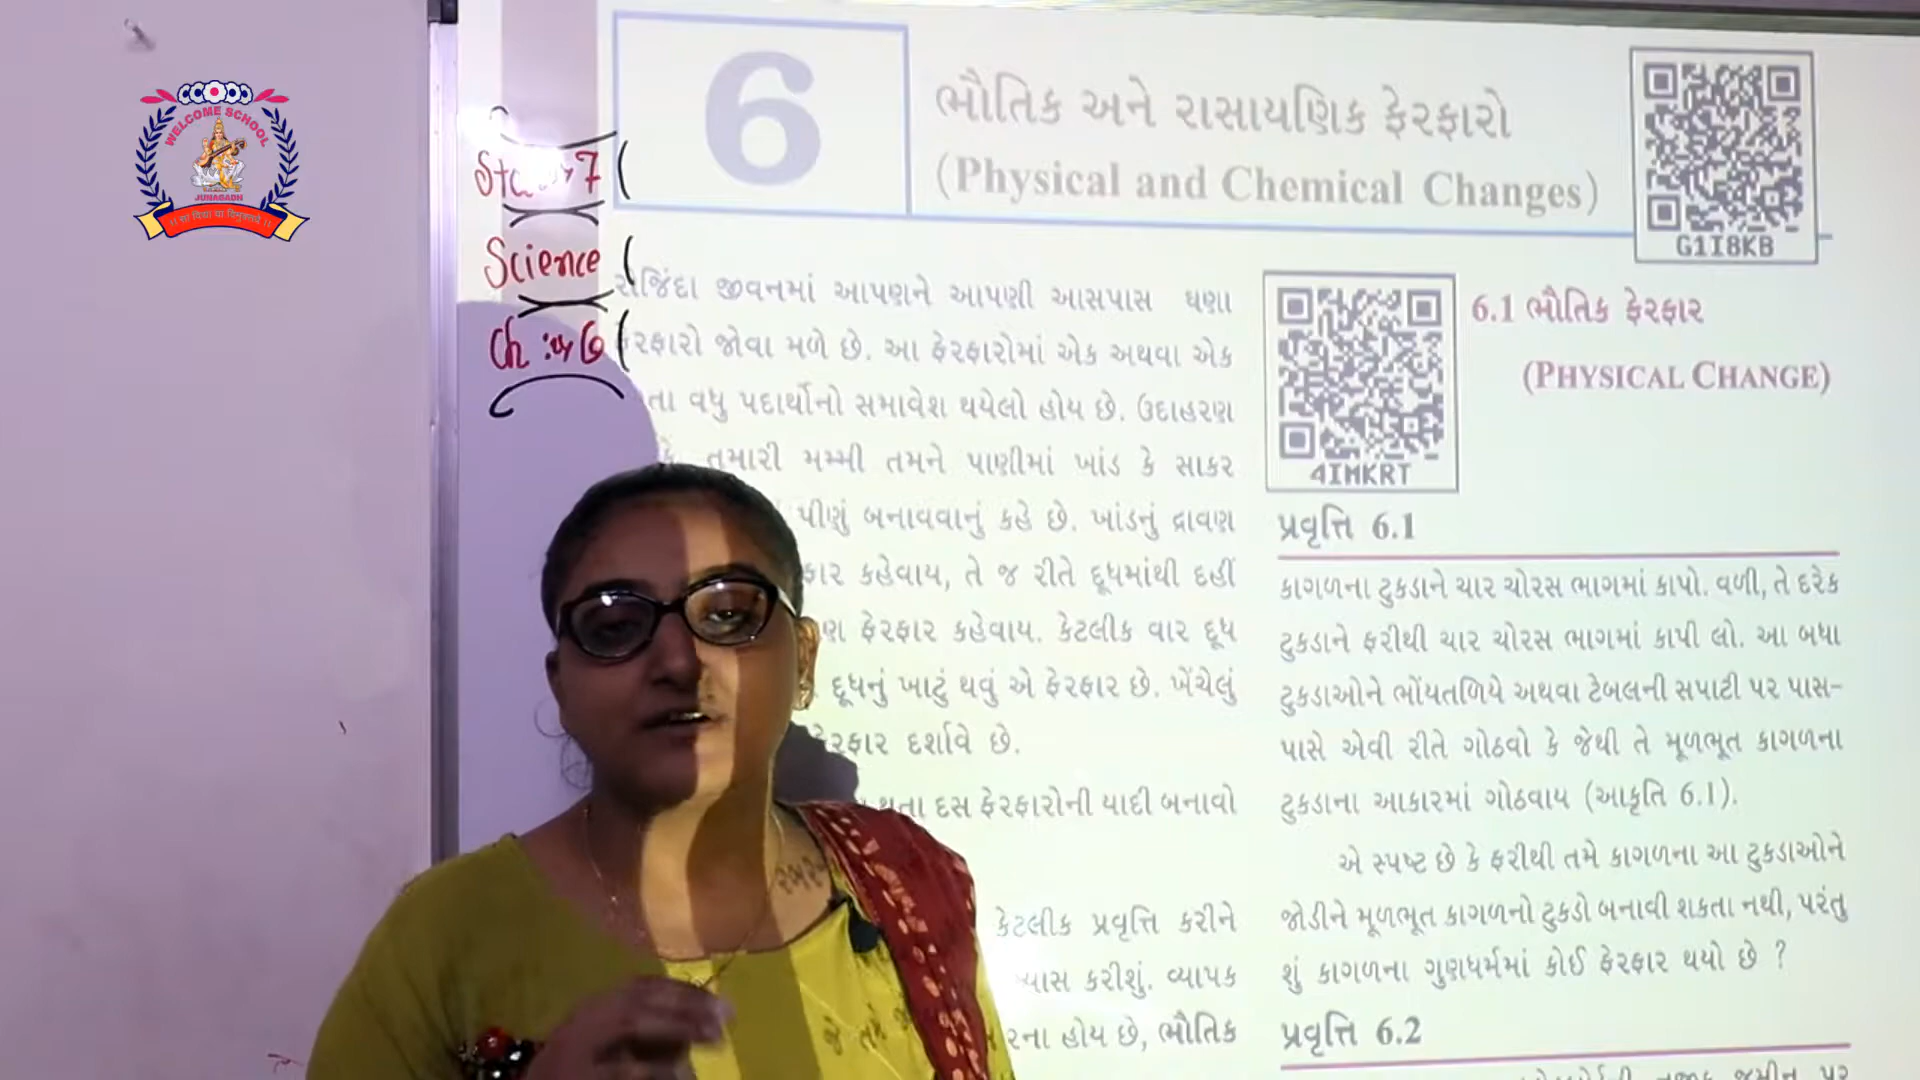 WELCOME SCHOOL
JUNAGADH
6
ભૌતિક અને રાસાયણિક ફેરફારો
(Physical and Chemical Changes)
G1I8KB
7
Science
Ch 6
રોજિંદા જીવનમાં આપણને આપણી આસપાસ ઘણા
ફેરફારો જોવા મળે છે. આ ફેરફારોમાં એક અથવા એક
વધુ પદાર્થોનો સમાવેશ થયેલો હોય છે. ઉદાહરણ
તમારી મમ્મી તમને પાણીમાં ખાંડ કે સાકર
પીણું બનાવવાનું કહે છે. ખાંડનું દ્રાવણ
કહેવાય, તે જ રીતે દૂધમાંથી દહીં
ફેરફાર કહેવાય. કેટલીક વાર દૂધ
દૂધનું ખાટું થવું એ ફેરફાર છે. ખેંચેલું
ફેરફાર દર્શાવે છે.
થતા દસ ફેરફારોની યાદી બનાવો
કેટલીક પ્રવૃત્તિ કરીને
કરીશું. વ્યાપક
હોય છે, ભૌતિક
4IMKRT
6.1 ભૌતિક ફેરફાર
(PHYSICAL CHANGE)
પ્રવૃત્તિ 6.1
કાગળના ટુકડાને ચાર ચોરસ ભાગમાં કાપો. વળી, તે દરેક
ટુકડાને ફરીથી ચાર ચોરસ ભાગમાં કાપી લો. આ બધા
ટુકડાઓને ભોંયતળિયે અથવા ટેબલની સપાટી પર પાસ-
પાસે એવી રીતે ગોઠવો કે જેથી તે મૂળભૂત કાગળના
ટુકડાના આકારમાં ગોઠવાય (આકૃતિ 6.1).
એ સ્પષ્ટ છે કે ફરીથી તમે કાગળના આ ટુકડાઓને
જોડીને મૂળભૂત કાગળનો ટુકડો બનાવી શકતા નથી, પરંતુ
શું કાગળના ગુણધર્મમાં કોઈ ફેરફાર થયો છે ?
પ્રવૃત્તિ 6.2
જમીન પર